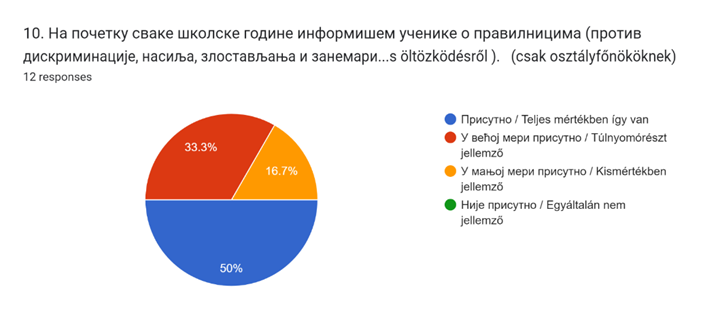 10. На почетку сваке школске године информишем ученике о правилницима (против
дискриминације, насиља, злостављања и занемари...s öltözködésről ). (csak osztályfőnököknek)
12 responses
33.3%
16.7%
50%
Присутно / Teljes mértékben így van
У већој мери присутно / Túlnyomórészt
jellemző
У мањој мери присутно / Kismértékben
jellemző
Није присутно / Egyáltalán nem
jellemző